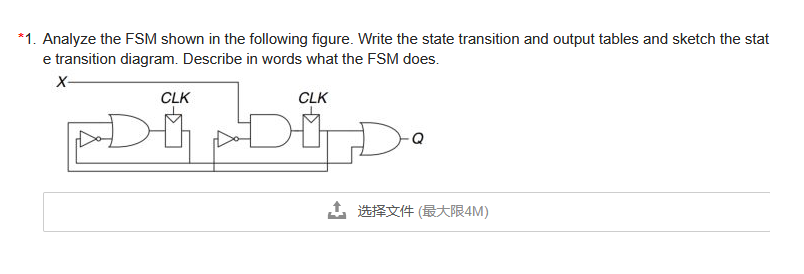 *1. Analyze the FSM shown in the following figure. Write the state transition and output tables and sketch the stat
e transition diagram. Describe in words what the FSM does.
X
CLK CLK
Q
选择文件 (最大限4M)